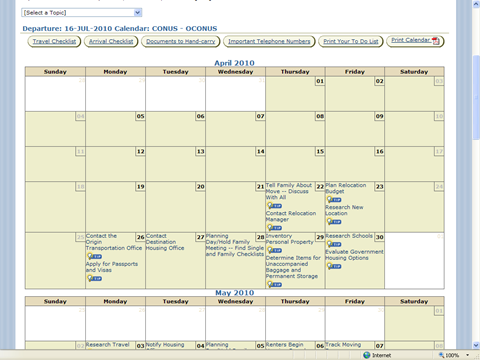 [Select a Topic]
Departure: 16-JUL-2010 Calendar: CONUS - OCONUS
Travel Checklist Arrival Checklist Documents to Hand-carry Important Telephone Numbers Print Your To Do List Print Calendar
April 2010
Sunday Monday Tuesday Wednesday Thursday Friday Saturday
01 02 03
04 05 06 07 08 09 10
11 12 13 14 15 16 17
18 19 20 21 22 23 24
Tell Family About
Move -- Discuss
With All
Contact Relocation
Manager
Plan Relocation
Budget
Research New
Location
25 26 27 28 29 30
Contact the
Origin
Transportation Office
Apply for Passports
and Visas
Contact
Destination
Housing Office
Planning
Day/Hold Family
Meeting -- Find Single
and Family Checklists
Inventory
Personal Property
Determine Items for
Unaccompanied
Baggage and
Permanent Storage
Research Schools
Evaluate Government
Housing Options
May 2010
Sunday Monday Tuesday Wednesday Thursday Friday Saturday
01
02 03 04 05 06 07 08
Research Travel
Notify Housing
Planning
Renters Begin
Track Moving
Internet
100%